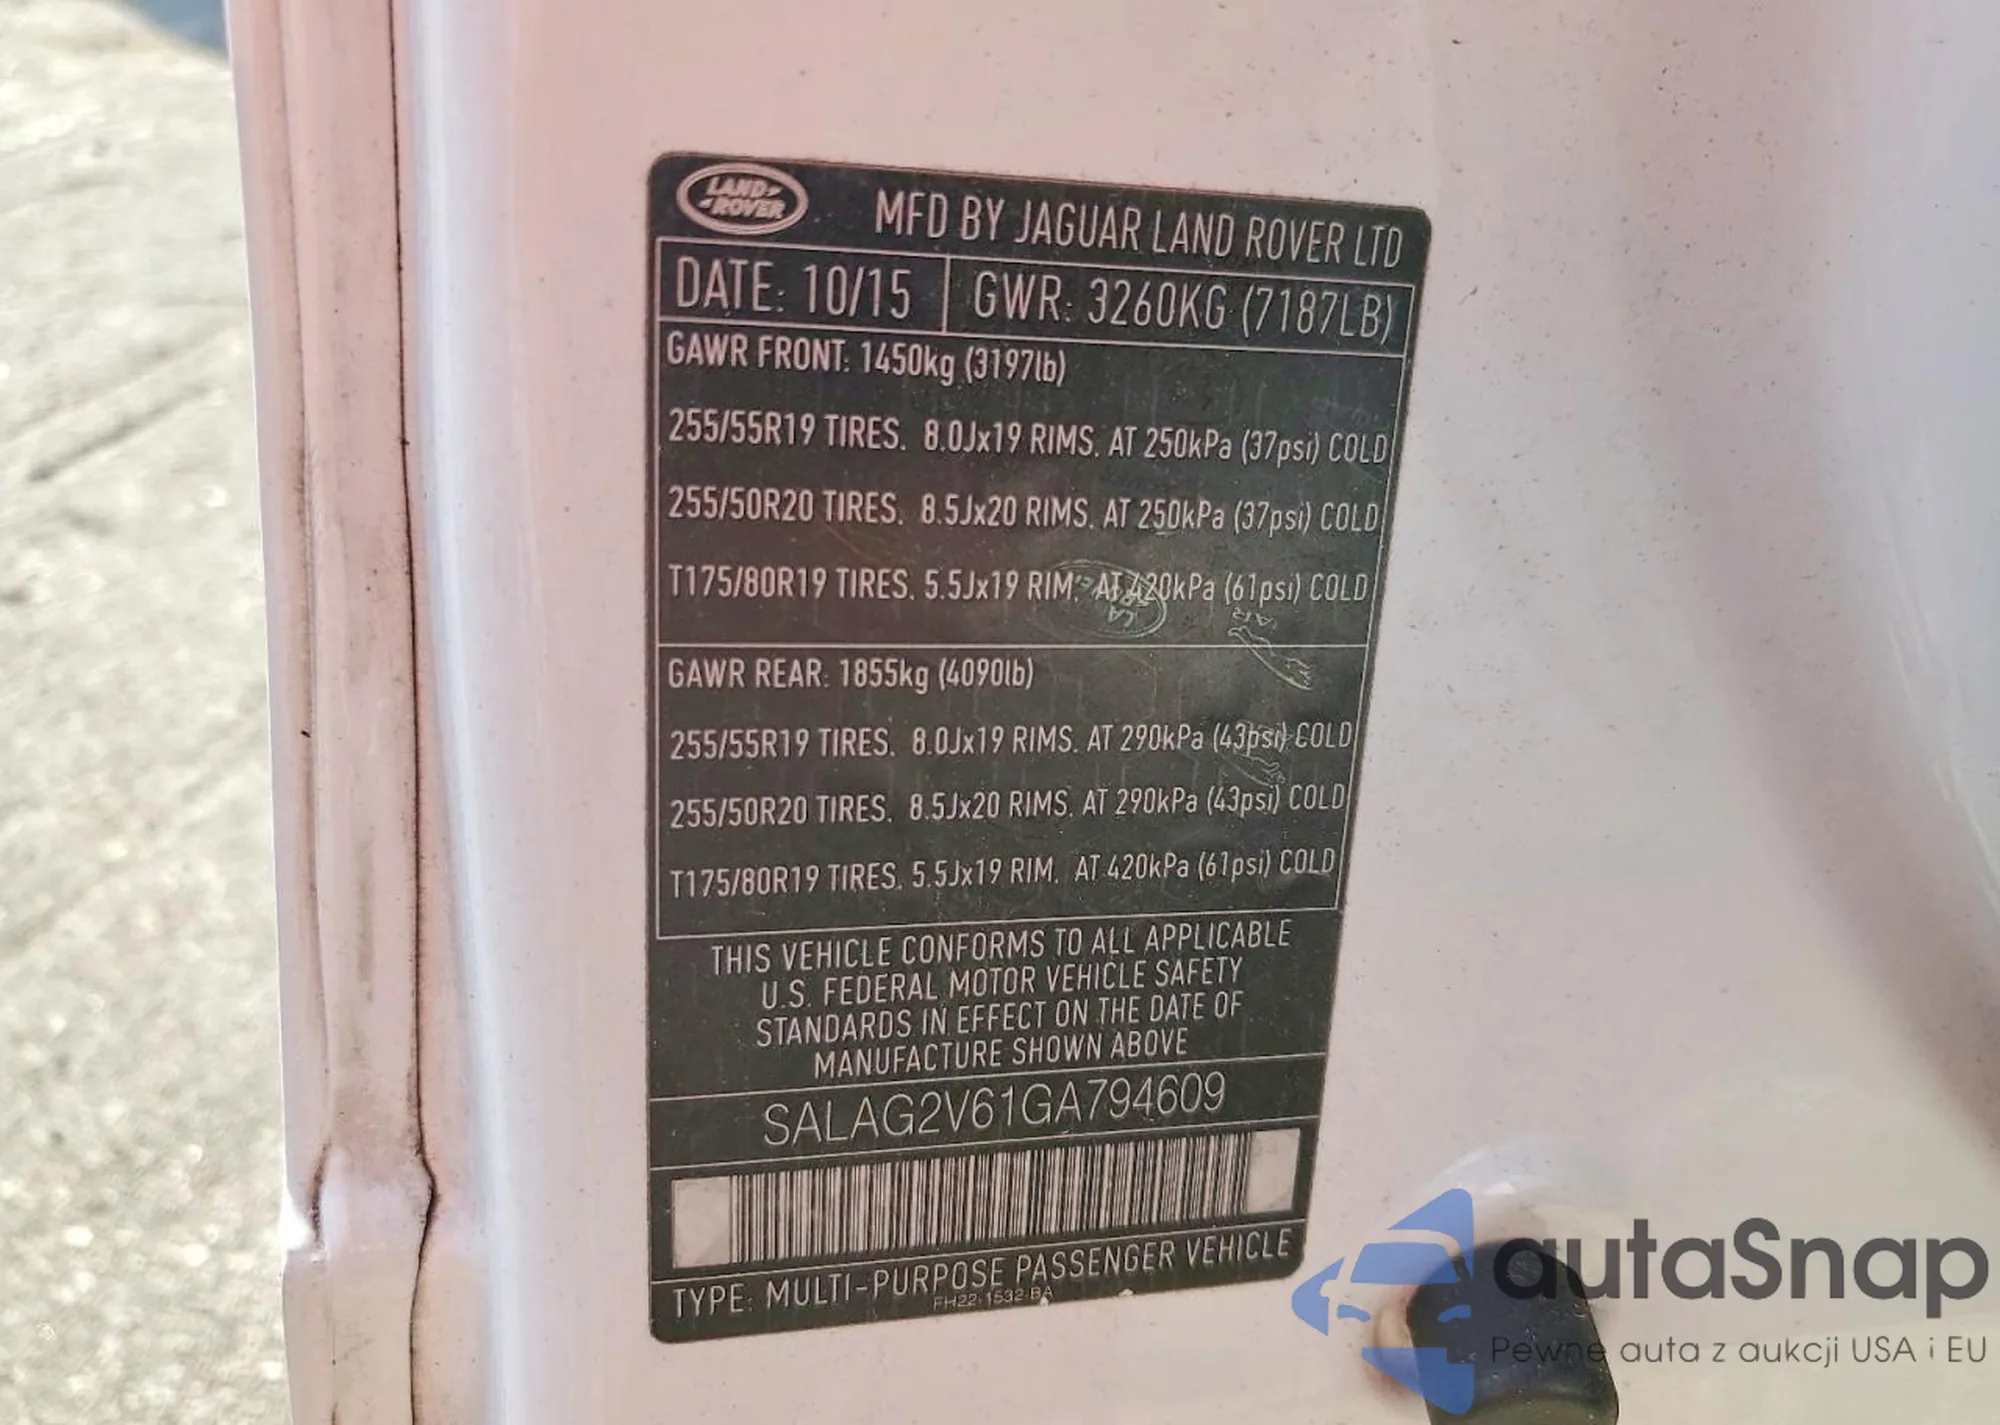 LAND ROVER
MFD BY JAGUAR LAND ROVER LTD
DATE: 10/15
GWR: 3260KG (7187LB)
GAWR FRONT: 1450kg (3197lb)
255/55R19 TIRES. 8.0Jx19 RIMS. AT 250kPa (37psi) COLD
255/50R20 TIRES. 8.5Jx20 RIMS. AT 250kPa (37psi) COLD
T175/80R19 TIRES. 5.5Jx19 RIM. AT 420kPa (61psi) COLD
GAWR REAR: 1855kg (4090lb)
255/55R19 TIRES. 8.0Jx19 RIMS. AT 290kPa (43psi) COLD
255/50R20 TIRES. 8.5Jx20 RIMS. AT 290kPa (43psi) COLD
T175/80R19 TIRES. 5.5Jx19 RIM. AT 420kPa (61psi) COLD
THIS VEHICLE CONFORMS TO ALL APPLICABLE
U.S. FEDERAL MOTOR VEHICLE SAFETY
STANDARDS IN EFFECT ON THE DATE OF
MANUFACTURE SHOWN ABOVE
SALAG2V61GA794609
TYPE: MULTI-PURPOSE PASSENGER VEHICLE
FH22-1532-BA
autaSnap
Pewne auta z aukcji USA i EU